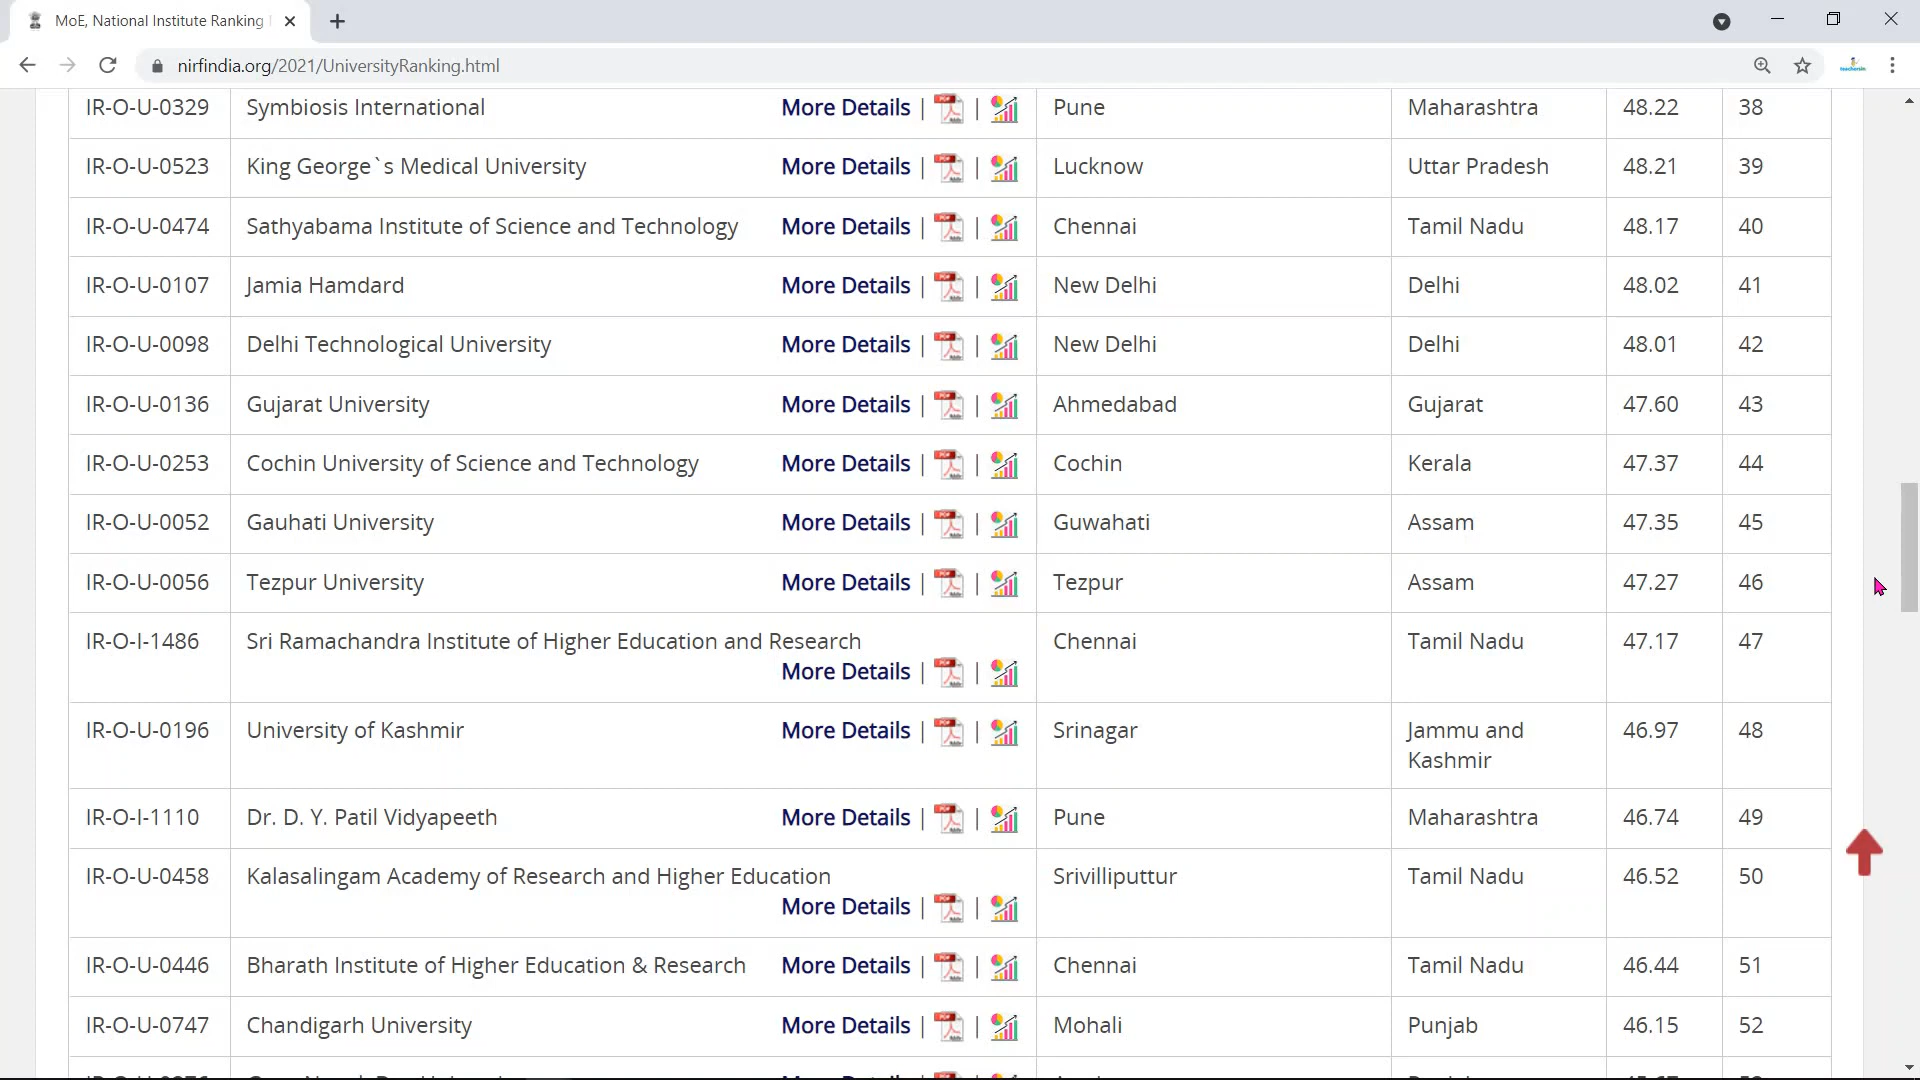 MoE, National Institute Ranking
nirfindia.org/2021/UniversityRanking.html
IR-O-U-0329 Symbiosis International More Details | | Pune Maharashtra 48.22 38
IR-O-U-0523 King George`s Medical University More Details | | Lucknow Uttar Pradesh 48.21 39
IR-O-U-0474 Sathyabama Institute of Science and Technology More Details | | Chennai Tamil Nadu 48.17 40
IR-O-U-0107 Jamia Hamdard More Details | | New Delhi Delhi 48.02 41
IR-O-U-0098 Delhi Technological University More Details | | New Delhi Delhi 48.01 42
IR-O-U-0136 Gujarat University More Details | | Ahmedabad Gujarat 47.60 43
IR-O-U-0253 Cochin University of Science and Technology More Details | | Cochin Kerala 47.37 44
IR-O-U-0052 Gauhati University More Details | | Guwahati Assam 47.35 45
IR-O-U-0056 Tezpur University More Details | | Tezpur Assam 47.27 46
IR-O-I-1486 Sri Ramachandra Institute of Higher Education and Research Chennai Tamil Nadu 47.17 47
More Details | |
IR-O-U-0196 University of Kashmir More Details | | Srinagar Jammu and 46.97 48
Kashmir
IR-O-I-1110 Dr. D. Y. Patil Vidyapeeth More Details | | Pune Maharashtra 46.74 49
IR-O-U-0458 Kalasalingam Academy of Research and Higher Education Srivilliputtur Tamil Nadu 46.52 50
More Details | |
IR-O-U-0446 Bharath Institute of Higher Education & Research More Details | | Chennai Tamil Nadu 46.44 51
IR-O-U-0747 Chandigarh University More Details | | Mohali Punjab 46.15 52